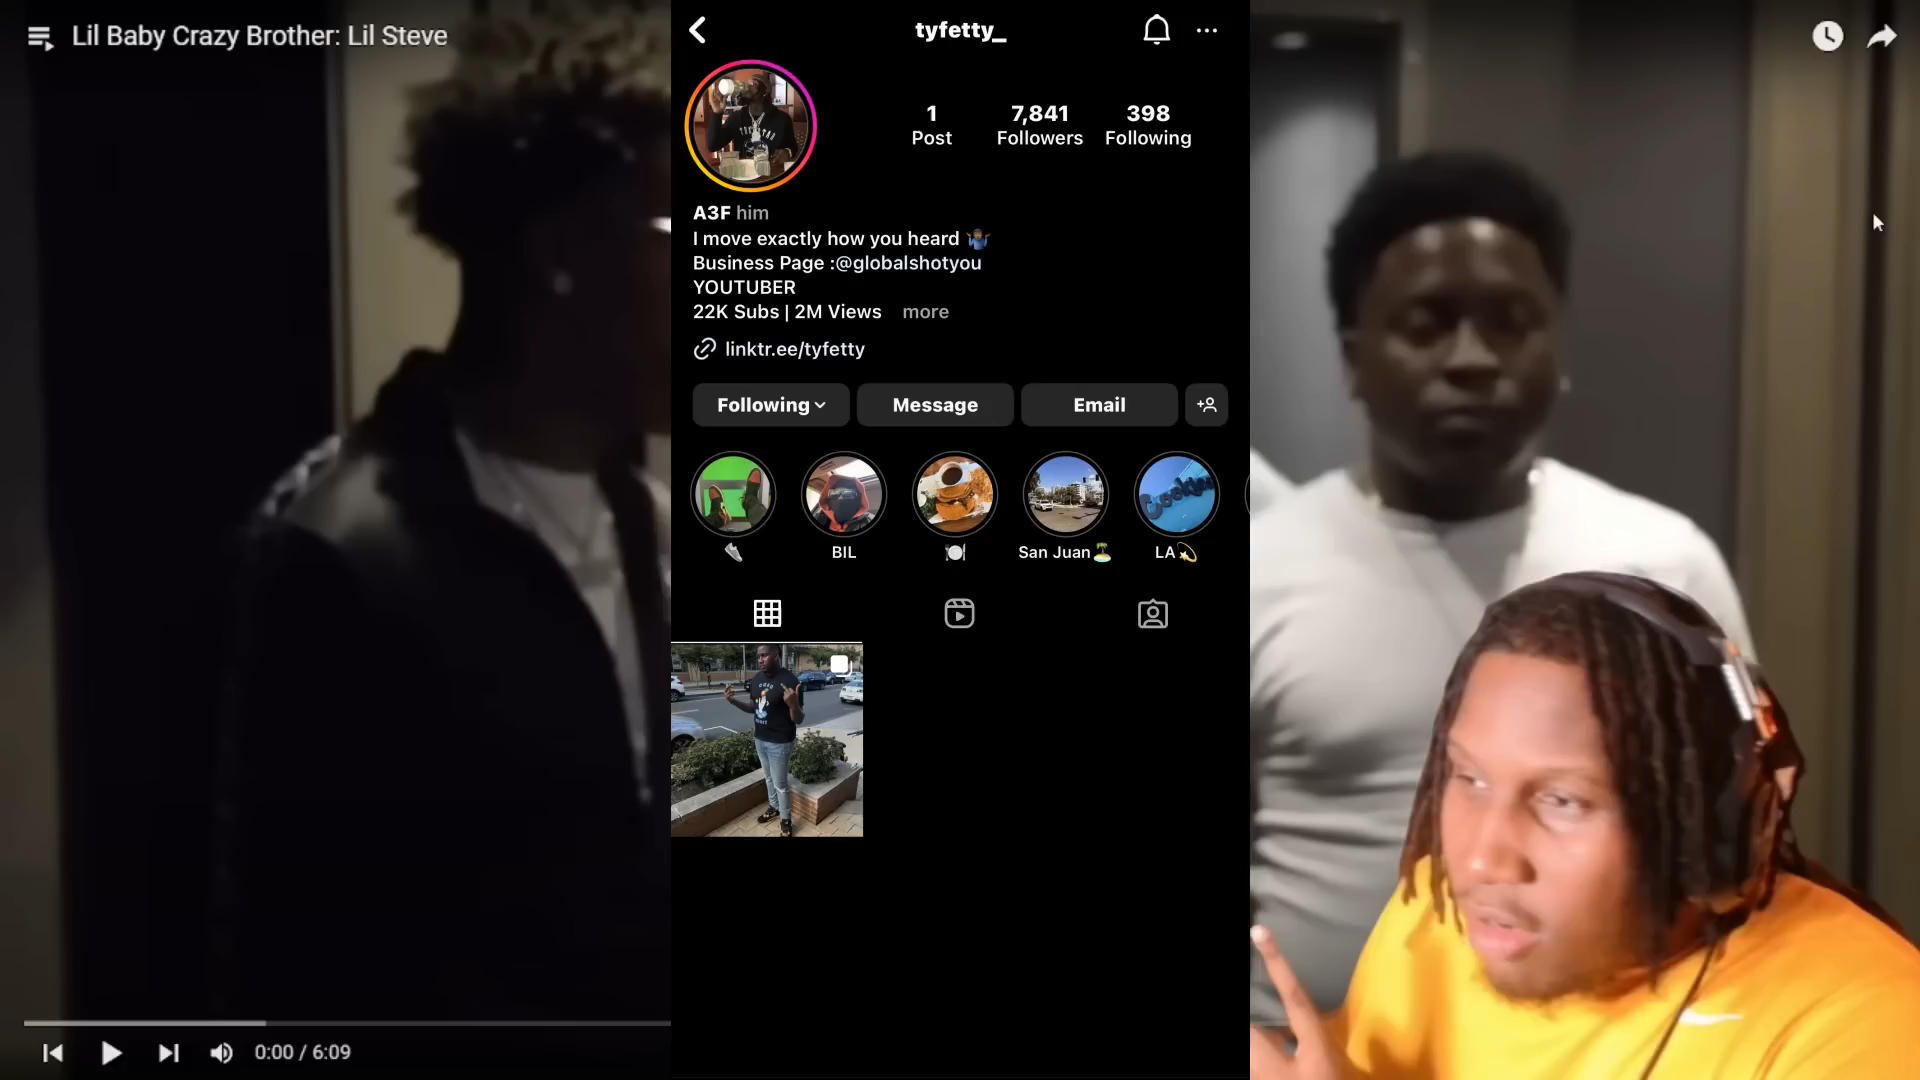 Lil Baby Crazy Brother: Lil Steve
tyfetty_
1 7,841 398
Post Followers Following
A3F him
I move exactly how you heard 🤷🏾‍♂️
Business Page :@globalshotyou
YOUTUBER
22K Subs | 2M Views more
linktr.ee/tyfetty
Following Message Email
Cookies
BIL San Juan🏝️ LA💫
0:00 / 6:09